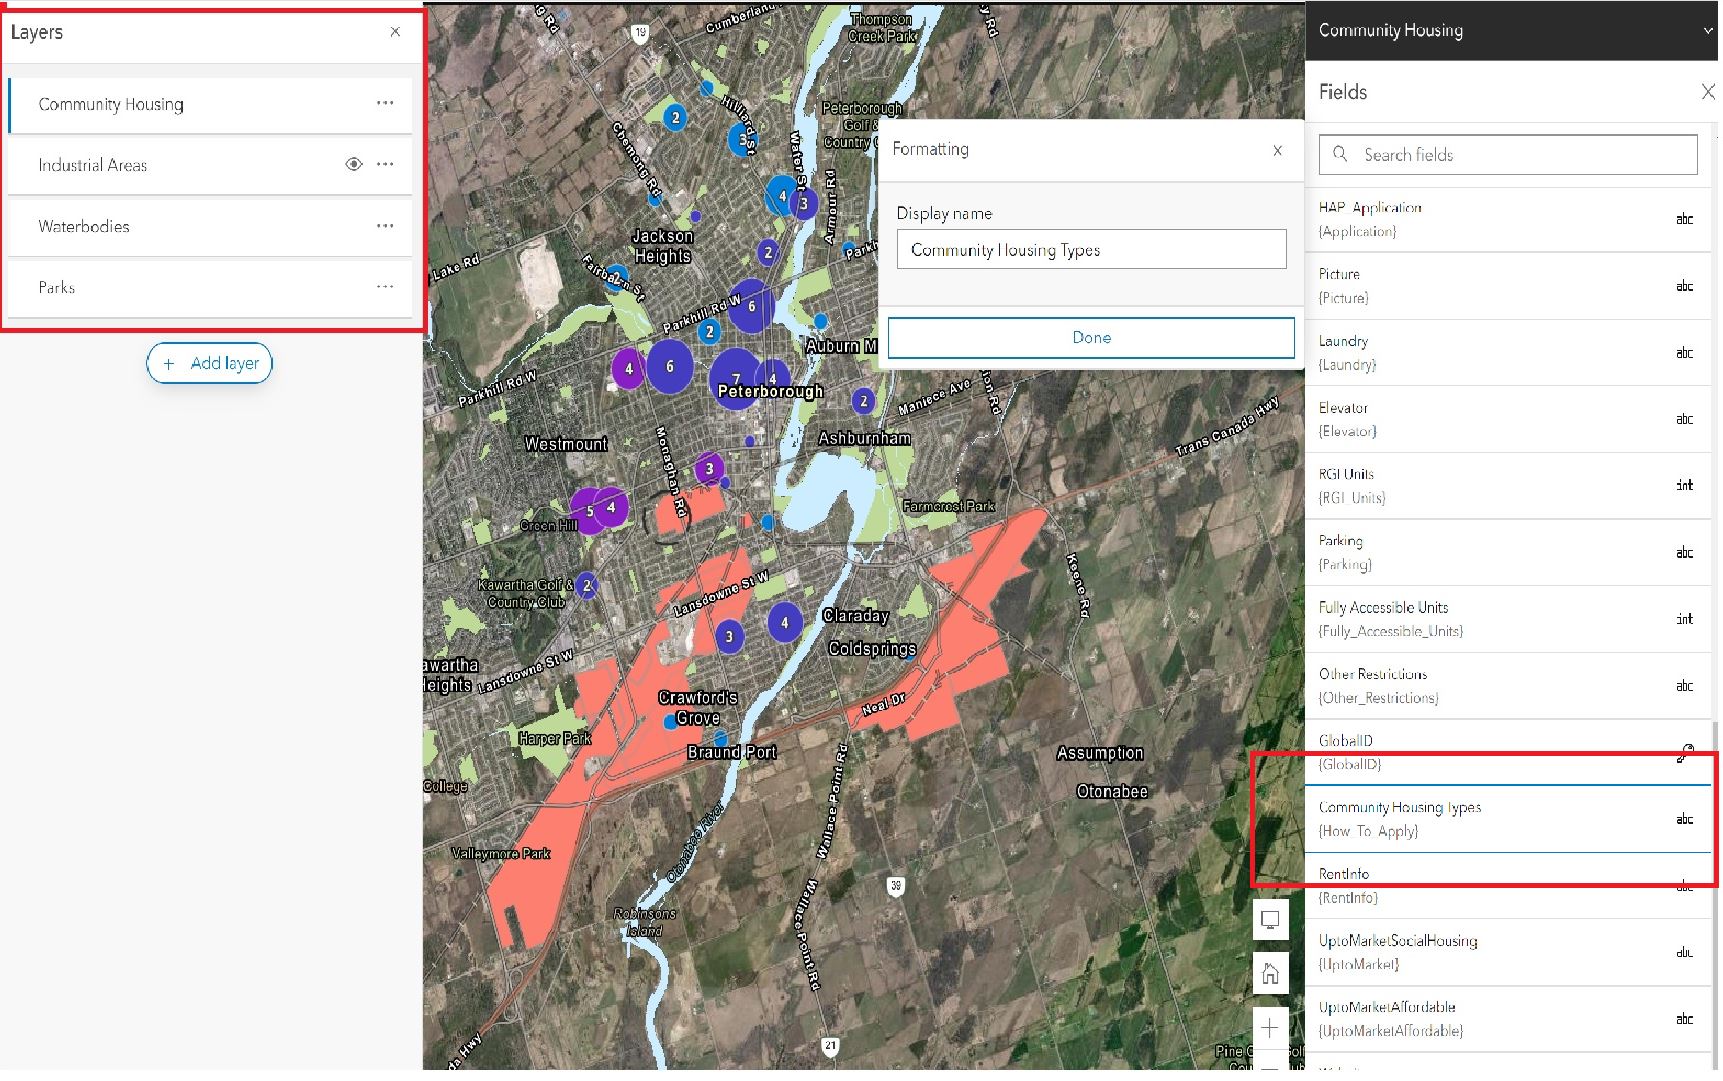 Layers
Community Housing
Industrial Areas
Waterbodies
Parks
+ Add layer
19
Cumberland
Thompson
Creek Park
Hilliard St
Peterborough
Golf &
Country
Chemong Rd
Water St
Armour Rd
2
3
4
3
Jackson
Heights
2
Lake Rd
Fairbairn St
2
Parkhill Rd W
6
2
Auburn M
4
6
7
4
Peterborough
Parkhill Rd W
2
Maniece Ave
Westmount
Monaghan Rd
Ashburnham
Trans Canada Hwy
3
5
4
Green Hill
Farmcrest Park
Kawartha Golf &
Country Club
2
Lansdowne St W
Keene Rd
3
4
Claraday
Coldsprings
awartha
Heights
Lansdowne St W
Crawford's
Grove
Neal Dr
Harper Park
Braund Port
Assumption
Otonabee
College
Wallace Point Rd
Otonabee River
Valleymore Park
39
Robinsons
Island
Wallace Point Rd
21
da Hwy
Formatting
Display name
Community Housing Types
Done
Community Housing
Fields
Search fields
HAP_Application
{Application}
abc
Picture
{Picture}
abc
Laundry
{Laundry}
abc
Elevator
{Elevator}
abc
RGI Units
{RGI_Units}
int
Parking
{Parking}
abc
Fully Accessible Units
{Fully_Accessible_Units}
int
Other Restrictions
{Other_Restrictions}
abc
GlobalID
{GlobalID}
Community Housing Types
{How_To_Apply}
abc
RentInfo
{RentInfo}
abc
UptoMarketSocialHousing
{UptoMarket}
abc
UptoMarketAffordable
{UptoMarketAffordable}
abc